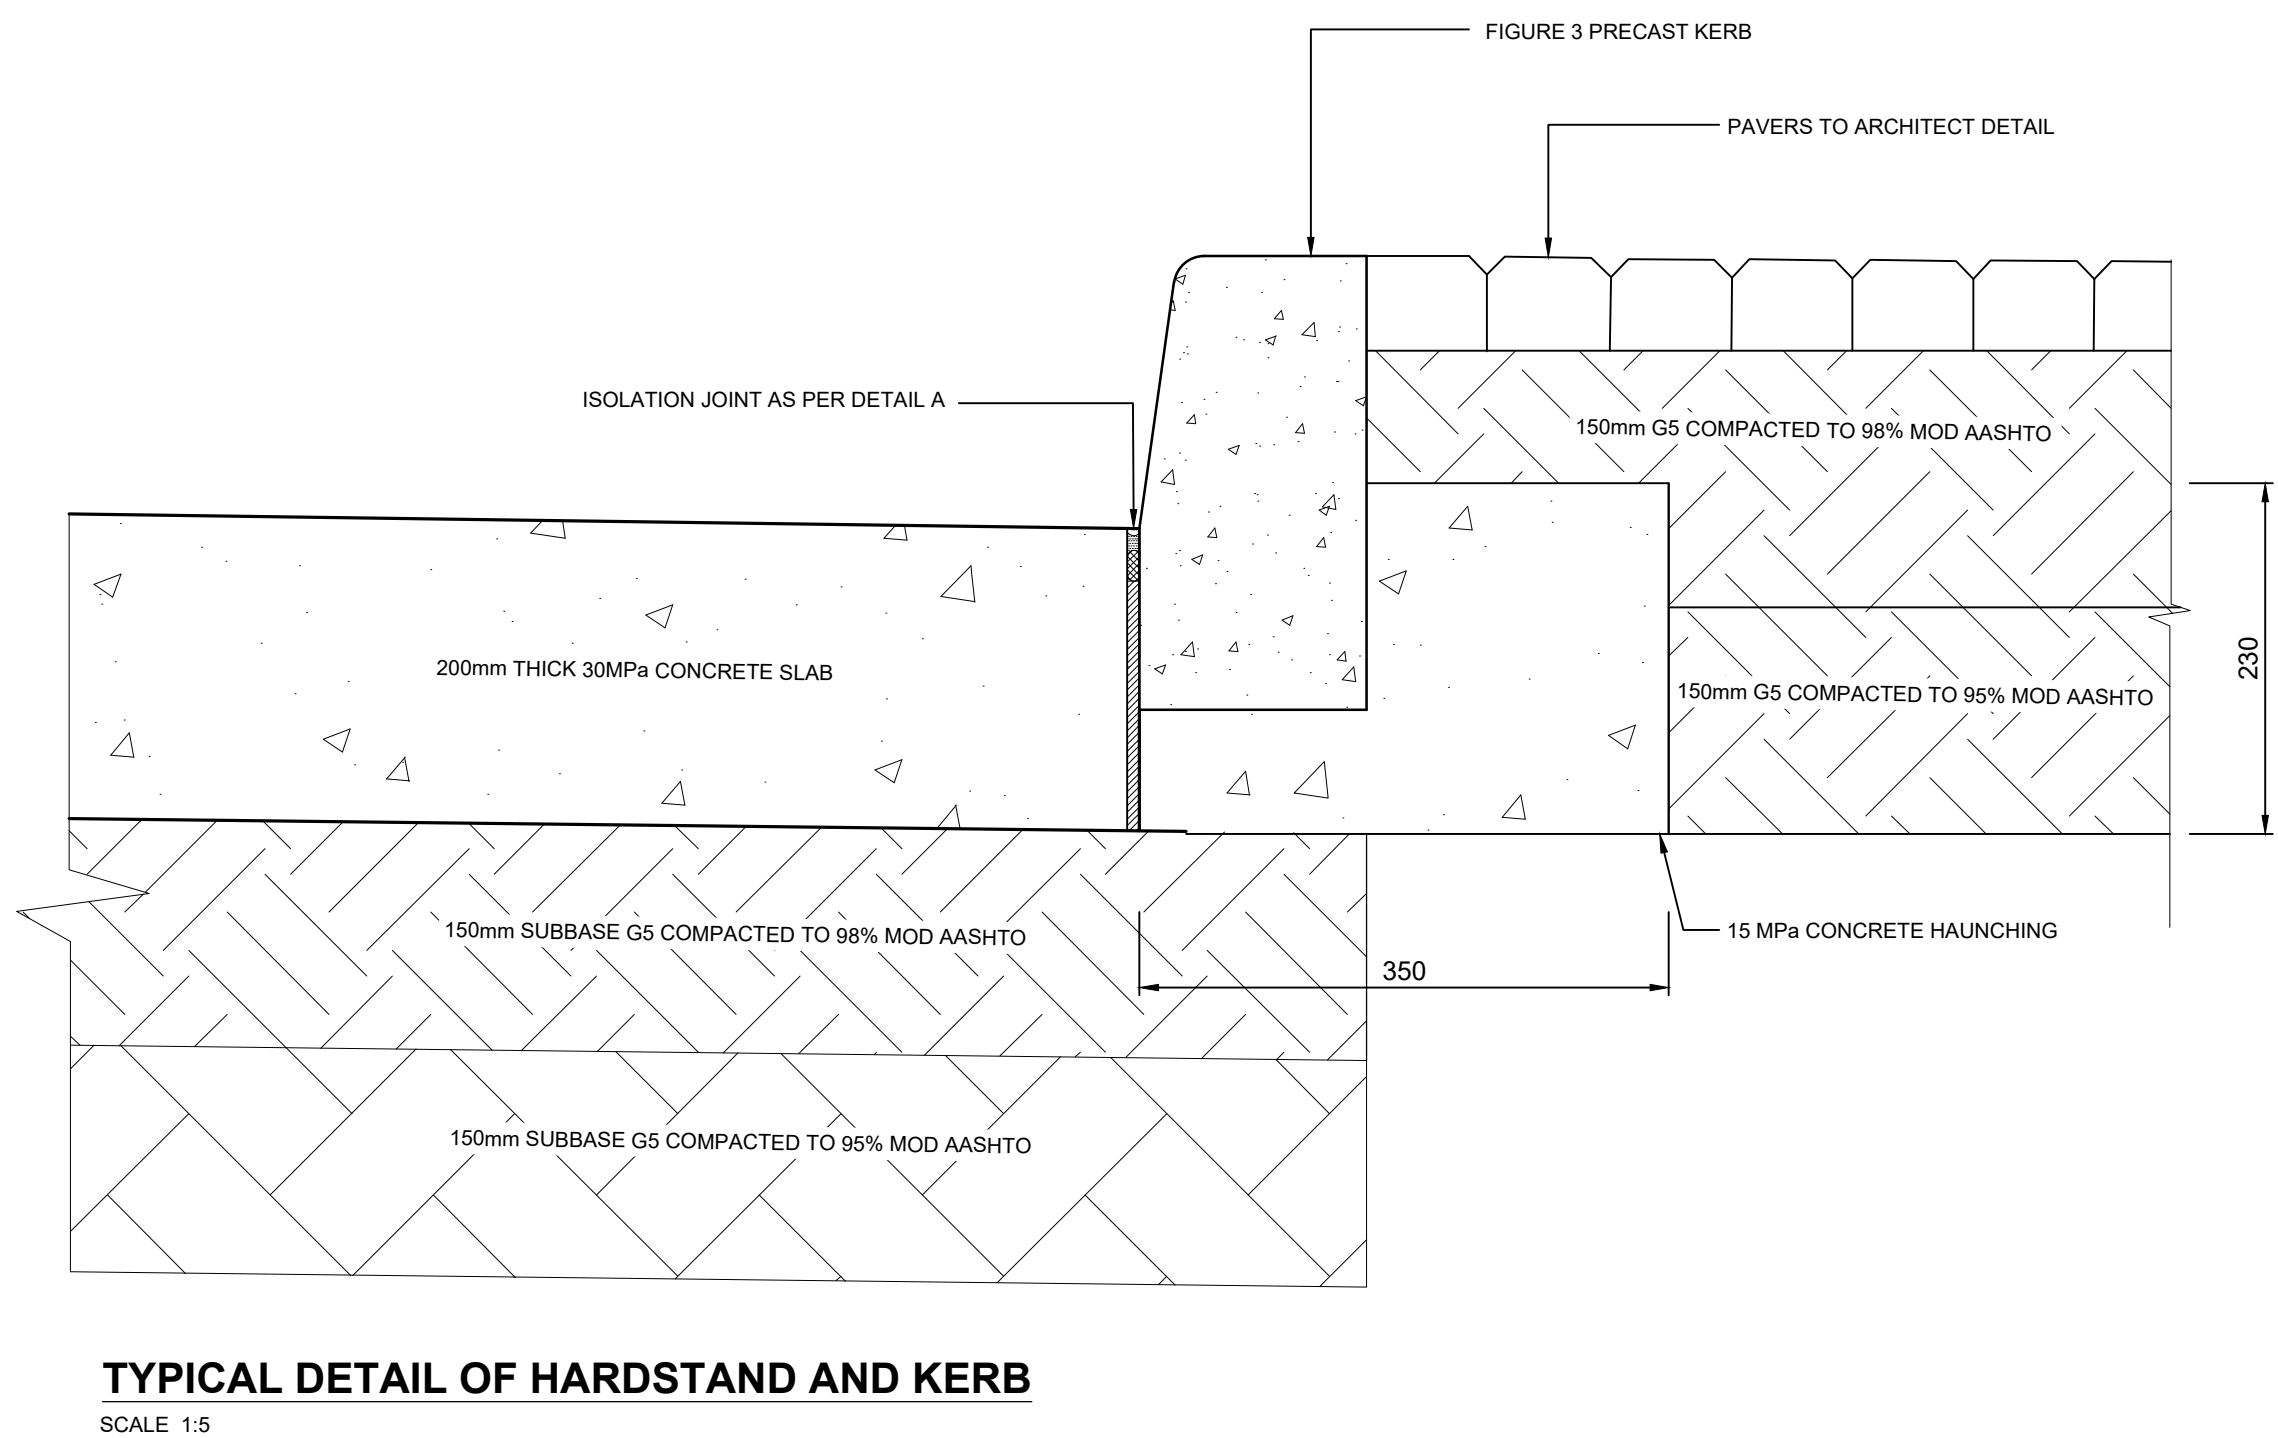 FIGURE 3 PRECAST KERB
PAVERS TO ARCHITECT DETAIL
ISOLATION JOINT AS PER DETAIL A
150mm G5 COMPACTED TO 98% MOD AASHTO
200mm THICK 30MPa CONCRETE SLAB
230
150mm G5 COMPACTED TO 95% MOD AASHTO
150mm SUBBASE G5 COMPACTED TO 98% MOD AASHTO
15 MPa CONCRETE HAUNCHING
350
150mm SUBBASE G5 COMPACTED TO 95% MOD AASHTO
TYPICAL DETAIL OF HARDSTAND AND KERB
SCALE 1:5